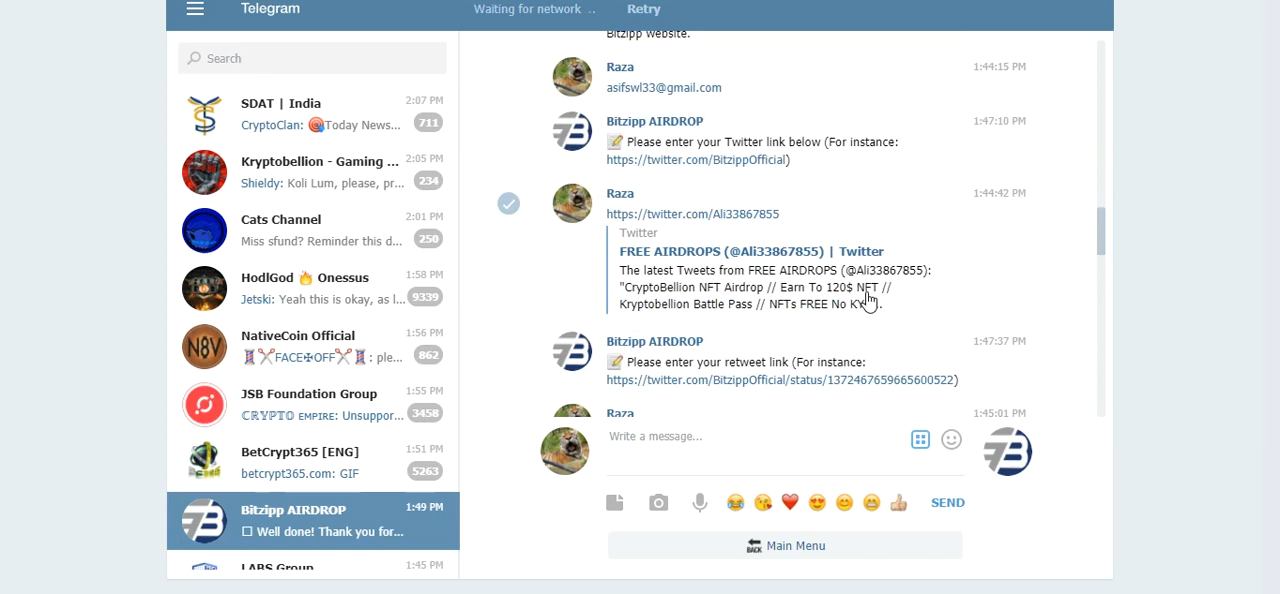 Telegram
Waiting for network ..
Retry
Search
SDAT | India
2:07 PM
CryptoClan: 🎯Today News...
711
Kryptobellion - Gaming ...
2:05 PM
Shieldy: Koli Lum, please, pr...
234
Cats Channel
2:01 PM
Miss sfund? Reminder this d...
250
HodlGod 🔥 Onessus
1:58 PM
Jetski: Yeah this is okay, as l...
9339
NativeCoin Official
1:56 PM
💈✂️FACE✠OFF✂️💈: ple...
862
JSB Foundation Group
1:55 PM
ℂℝ𝕐ℙ𝕋𝕆 ᴇᴍᴘɪʀᴇ: Unsuppor...
3458
BetCrypt365 [ENG]
1:51 PM
betcrypt365.com: GIF
5263
Bitzipp AIRDROP
1:49 PM
☐ Well done! Thank you for...
LABS Group
1:45 PM
Bitzipp website.
Raza
1:44:15 PM
asifswl33@gmail.com
Bitzipp AIRDROP
1:47:10 PM
📝 Please enter your Twitter link below (For instance:
https://twitter.com/BitzippOfficial)
Raza
1:44:42 PM
https://twitter.com/Ali33867855
Twitter
FREE AIRDROPS (@Ali33867855) | Twitter
The latest Tweets from FREE AIRDROPS (@Ali33867855):
"CryptoBellion NFT Airdrop // Earn To 120$ NFT //
Kryptobellion Battle Pass // NFTs FREE No
Bitzipp AIRDROP
1:47:37 PM
📝 Please enter your retweet link (For instance:
https://twitter.com/BitzippOfficial/status/1372467659665600522)
Raza
1:45:01 PM
Write a message...
SEND
BACK Main Menu